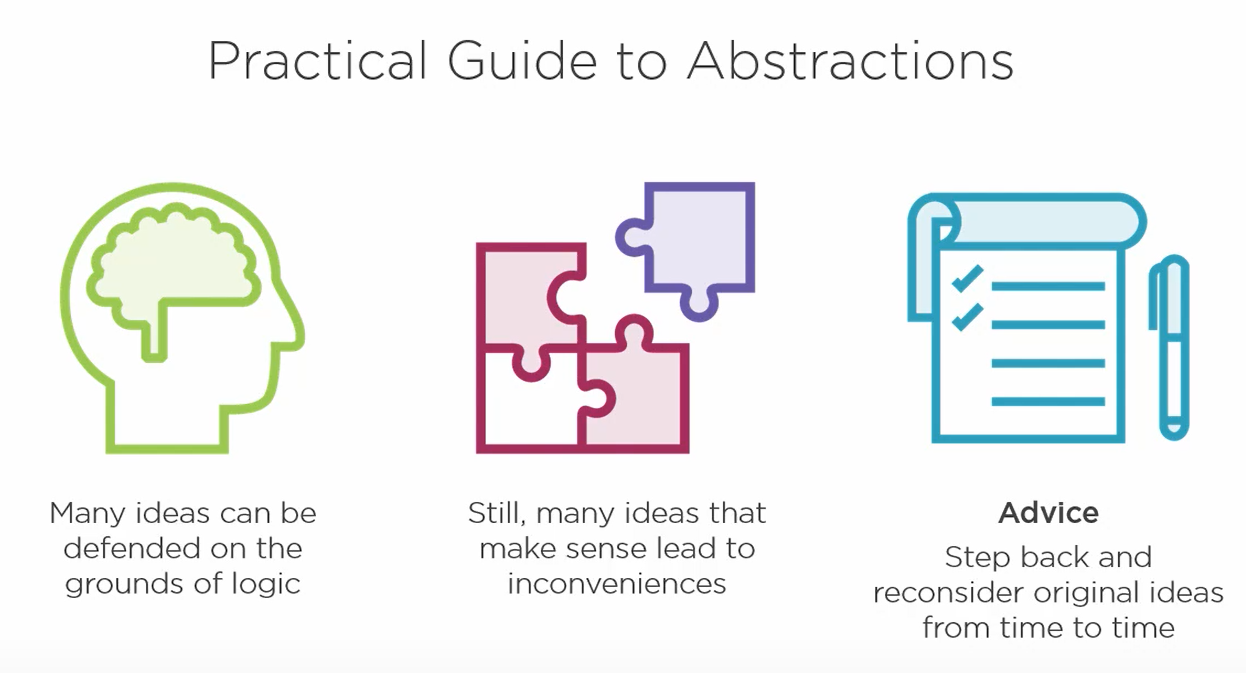 Practical Guide to Abstractions
Many ideas can be
defended on the
grounds of logic
Still, many ideas that
make sense lead to
inconveniences
Advice
Step back and
reconsider original ideas
from time to time